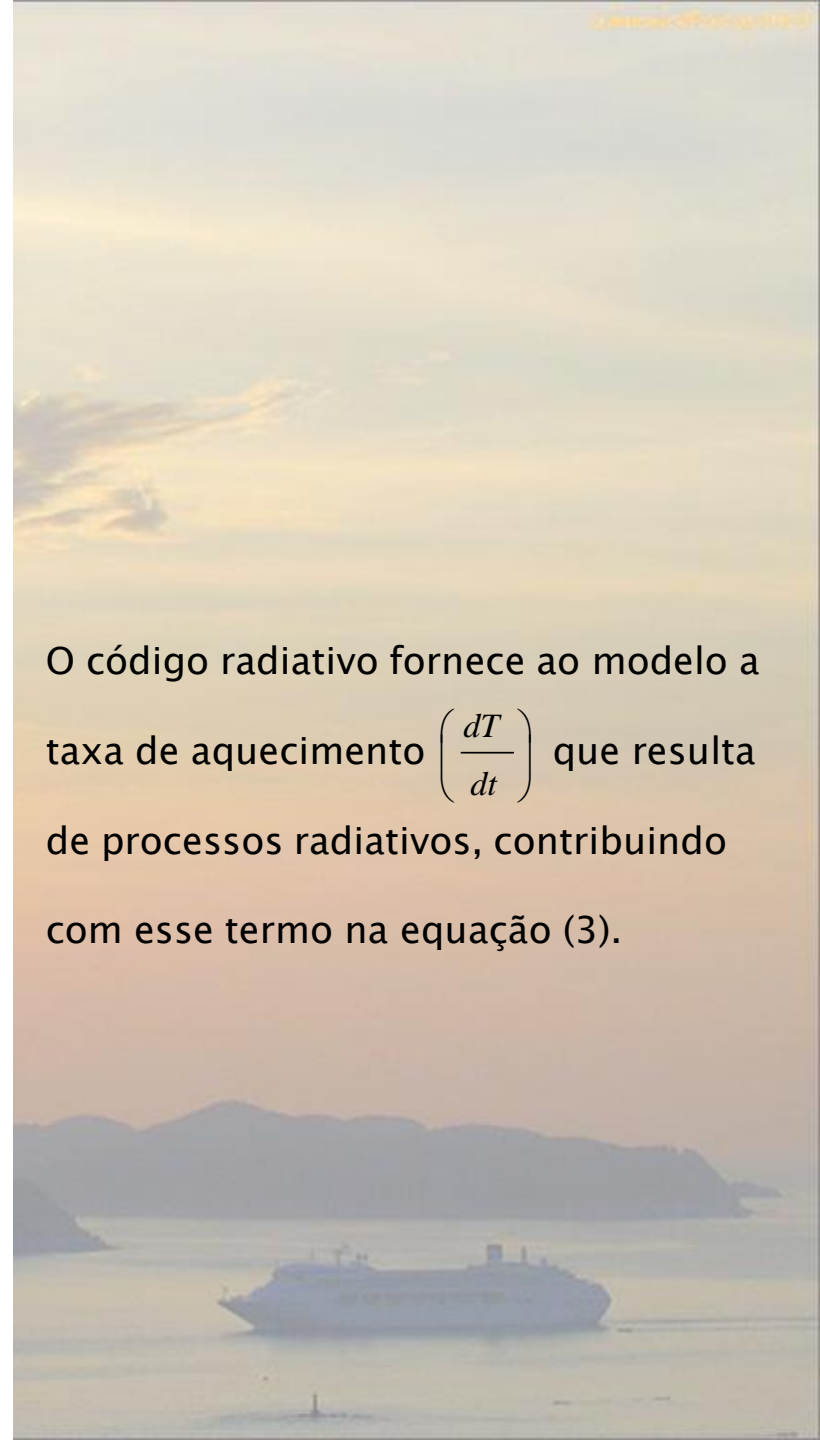 O código radiativo fornece ao modelo a
taxa de aquecimento (dT/dt) que resulta
de processos radiativos, contribuindo
com esse termo na equação (3).